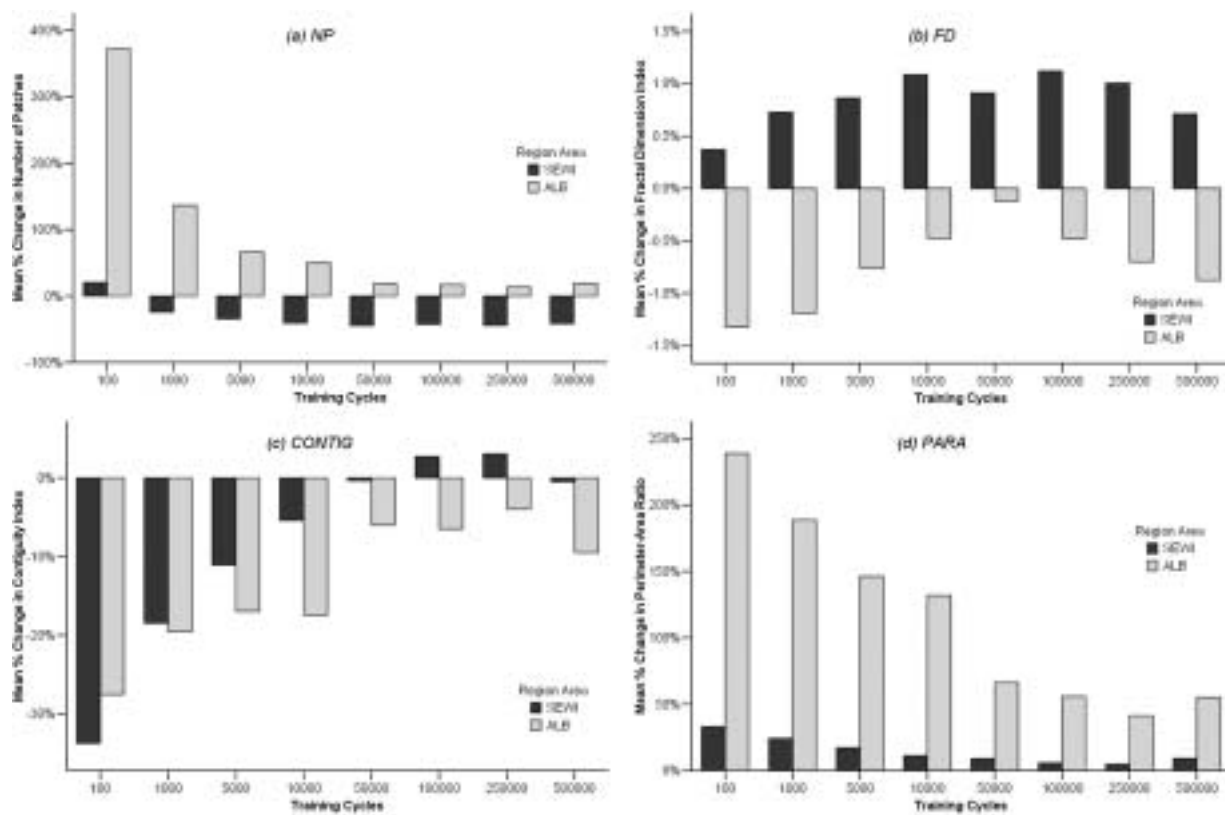 (a) NP
Mean % Change in Number of Patches
400%
300%
200%
100%
0%
-100%
Region Area
SEWI
ALB
100 1000 5000 10000 50000 100000 250000 500000
Training Cycles
(b) FD
Mean % Change in Fractal Dimension Index
1.5%
1.0%
0.5%
0.0%
-0.5%
-1.0%
-1.5%
Region Area
SEWI
ALB
100 1000 5000 10000 50000 100000 250000 500000
Training Cycles
(c) CONTIG
Mean % Change in Contiguity Index
0%
-10%
-20%
-30%
Region Area
SEWI
ALB
100 1000 5000 10000 50000 100000 250000 500000
Training Cycles
(d) PARA
Mean % Change in Perimeter-Area Ratio
250%
200%
150%
100%
50%
0%
Region Area
SEWI
ALB
100 1000 5000 10000 50000 100000 250000 500000
Training Cycles